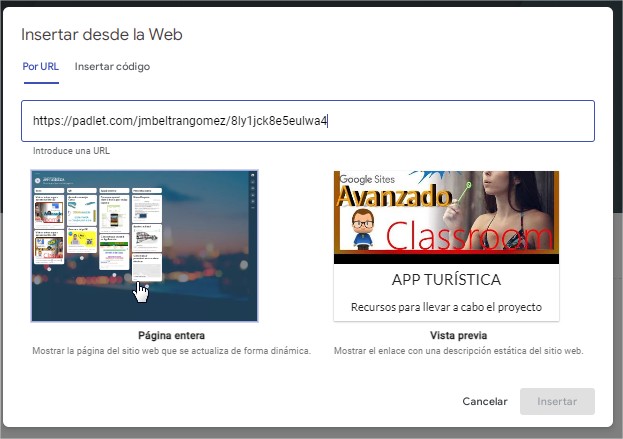 Insertar desde la Web
Por URL
Insertar código
https://padlet.com/jmbeltrangomez/8ly1jck8e5eulwa4
Introduce una URL
Google Sites
Avanzado
Classroom
APP TURÍSTICA
Recursos para llevar a cabo el proyecto
Página entera
Mostrar la página del sitio web que se actualiza de forma dinámica.
Vista previa
Mostrar el enlace con una descripción estática del sitio web.
Cancelar
Insertar